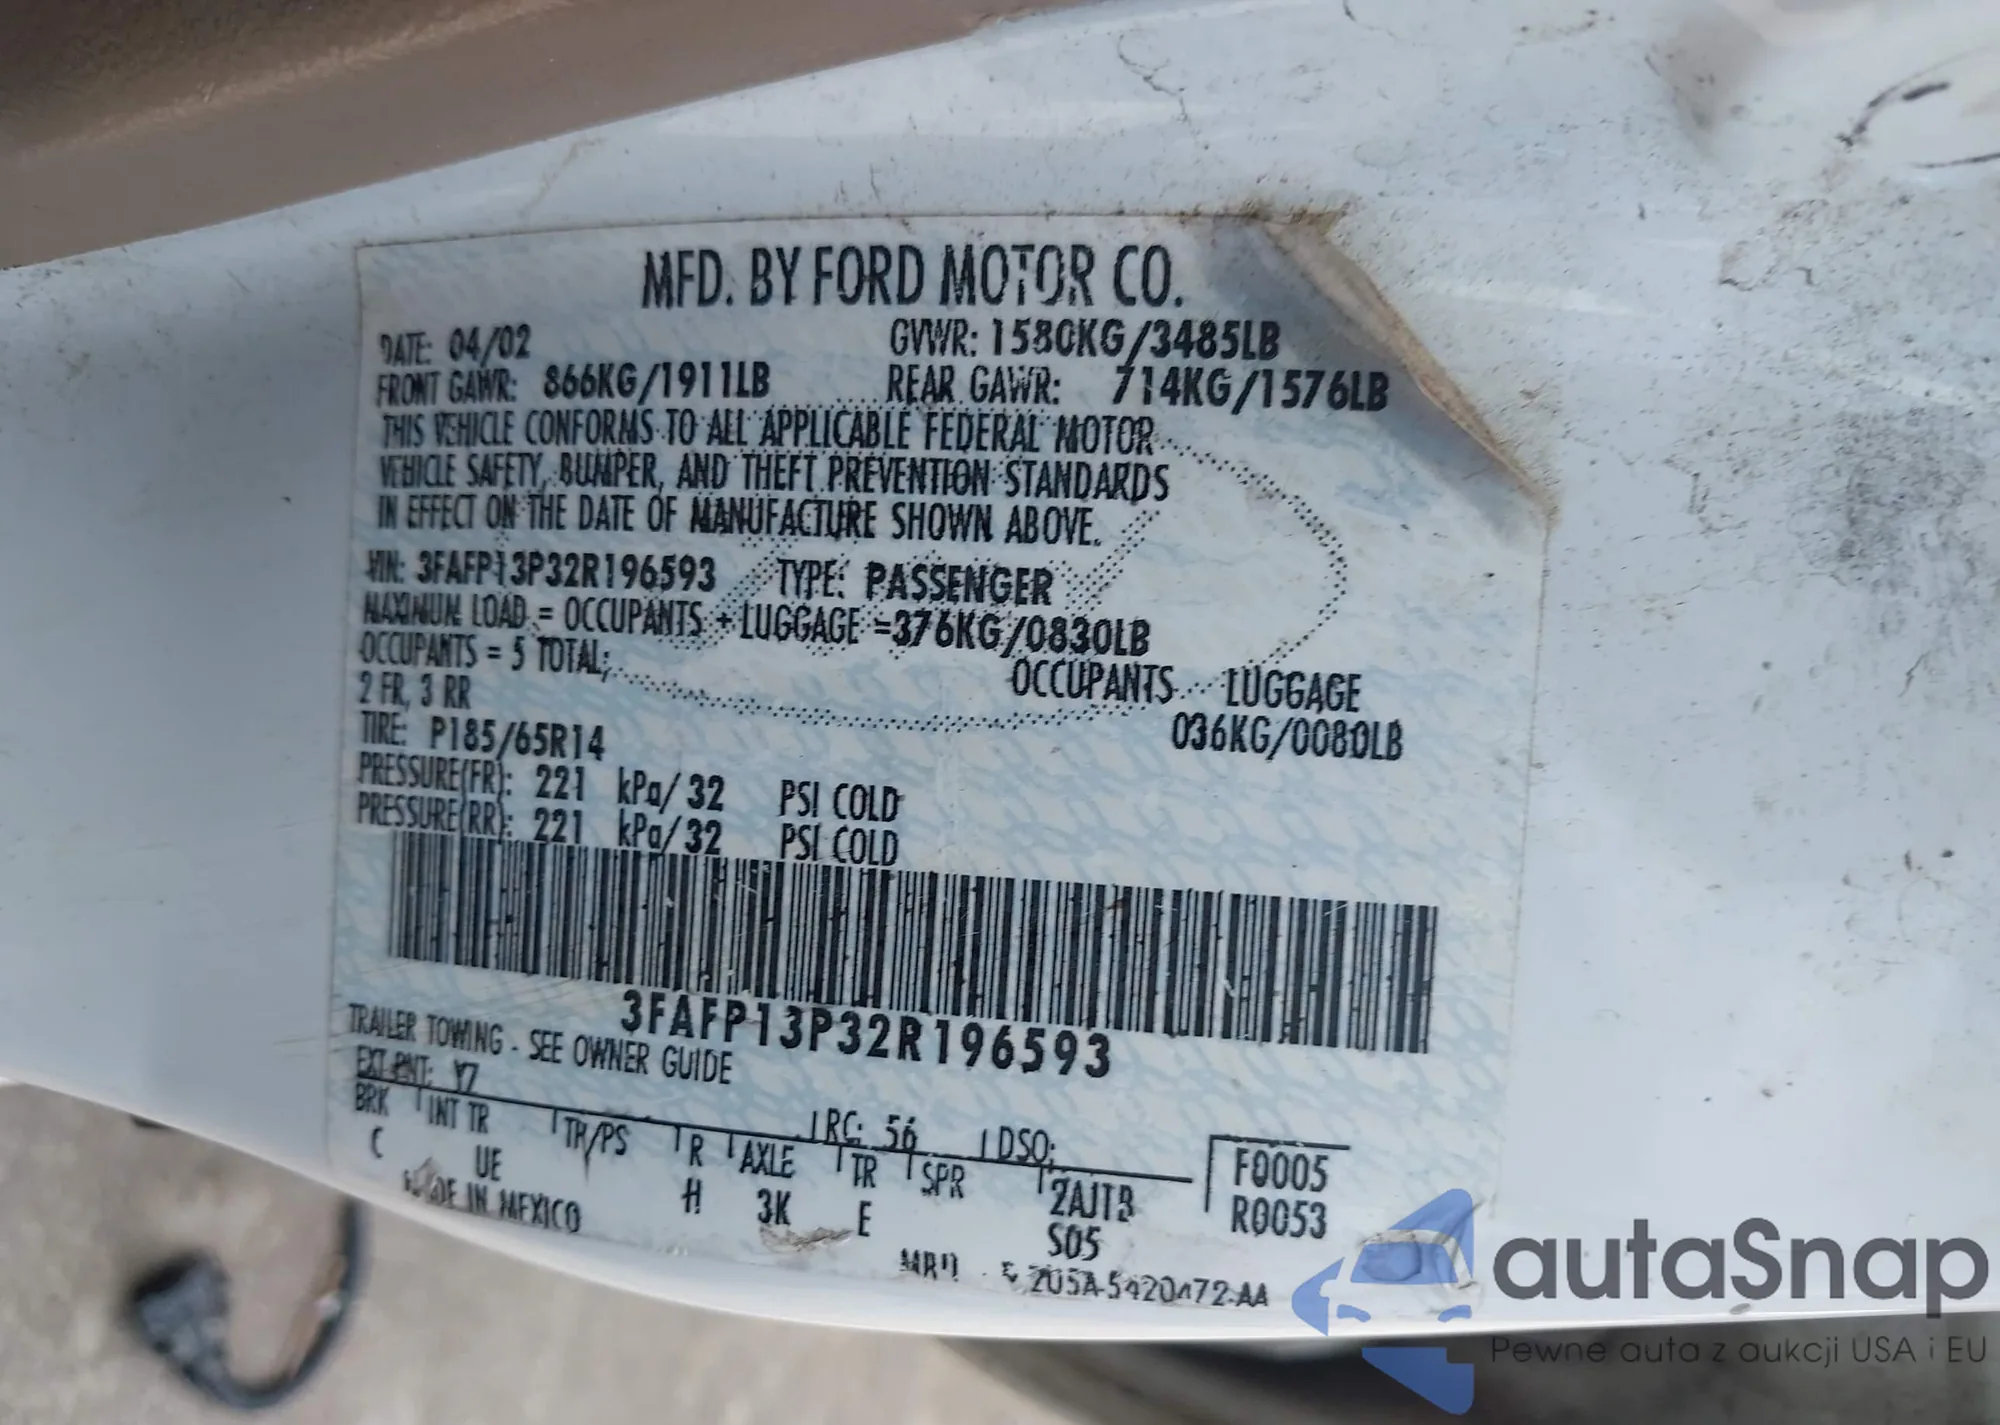 MFD. BY FORD MOTOR CO.
DATE: 04/02 GVWR: 1580KG/3485LB
FRONT GAWR: 866KG/1911LB REAR GAWR: 714KG/1576LB
THIS VEHICLE CONFORMS TO ALL APPLICABLE FEDERAL MOTOR
VEHICLE SAFETY, BUMPER, AND THEFT PREVENTION STANDARDS
IN EFFECT ON THE DATE OF MANUFACTURE SHOWN ABOVE.
VIN: 3FAFP13P32R196593 TYPE: PASSENGER
MAXIMUM LOAD = OCCUPANTS + LUGGAGE =376KG/0830LB
OCCUPANTS = 5 TOTAL; OCCUPANTS LUGGAGE
2 FR, 3 RR 036KG/0080LB
TIRE: P185/65R14
PRESSURE(FR): 221 kPa/32 PSI COLD
PRESSURE(RR): 221 kPa/32 PSI COLD
3FAFP13P32R196593
TRAILER TOWING - SEE OWNER GUIDE
EXT PNT: Y7 RC: 56 DSO: F0005
BRK INT TR TP/PS R AXLE TR SPR 2AJTB R0053
C UE H 3K E S05
MADE IN MEXICO
autaSnap
Pewne auta z aukcji USA i EU